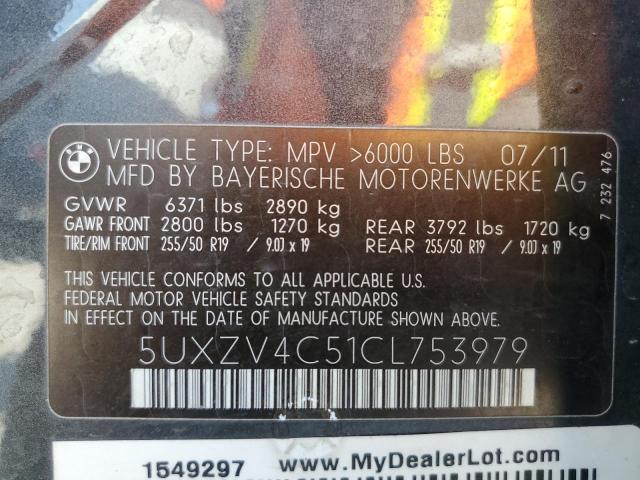 BMW
VEHICLE TYPE: MPV >6000 LBS 07/11
MFD BY BAYERISCHE MOTORENWERKE AG
GVWR 6371 lbs 2890 kg
GAWR FRONT 2800 lbs 1270 kg REAR 3792 lbs 1720 kg
TIRE/RIM FRONT 255/50 R19 / 9.0J x 19 REAR 255/50 R19 / 9.0J x 19
THIS VEHICLE CONFORMS TO ALL APPLICABLE U.S.
FEDERAL MOTOR VEHICLE SAFETY STANDARDS
IN EFFECT ON THE DATE OF MANUFACTURE SHOWN ABOVE.
5UXZV4C51CL753979
7 232 476
1549297 www.MyDealerLot.com